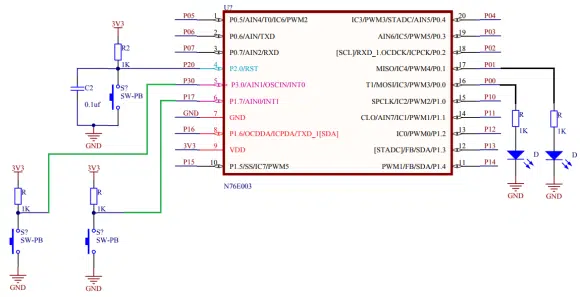 U?
P05 1 P0.5/AIN4/T0/IC6/PWM2 IC3/PWM3/STADC/AIN5/P0.4 20 P04
P06 2 P0.6/AIN/TXD AIN6/IC5/PWM5/P0.3 19 P03
P07 3 P0.7/AIN2/RXD [SCL]/RXD_1.OCDCK/ICPCK/P0.2 18 P02
P20 4 P2.0/RST MISO/IC4/PWM4/P0.1 17 P01
P30 5 P3.0/AIN1/OSCIN/INT0 T1/MOSI/IC3/PWM3/P0.0 16 P00
P17 6 P1.7/AIN0/INT1 SPCLK/IC2/PWM2/P1.0 15 P10
GND 7 GND CLO/AIN7/IC1/PWM1/P1.1 14 P11
P16 8 P1.6/OCDDA/ICPDA/TXD_1[SDA] IC0/PWM0/P1.2 13 P12
3V3 9 VDD [STADC]/FB/SDA/P1.3 12 P13
P15 10 P1.5/SS/IC7/PWM5 PWM1/FB/SDA/P1.4 11 P14
N76E003
3V3
R2
1K
C2
0.1uf
S?
SW-PB
GND
3V3
R
1K
S?
SW-PB
GND
3V3
R
1K
S?
SW-PB
GND
R
1K
D
GND
R
1K
D
GND